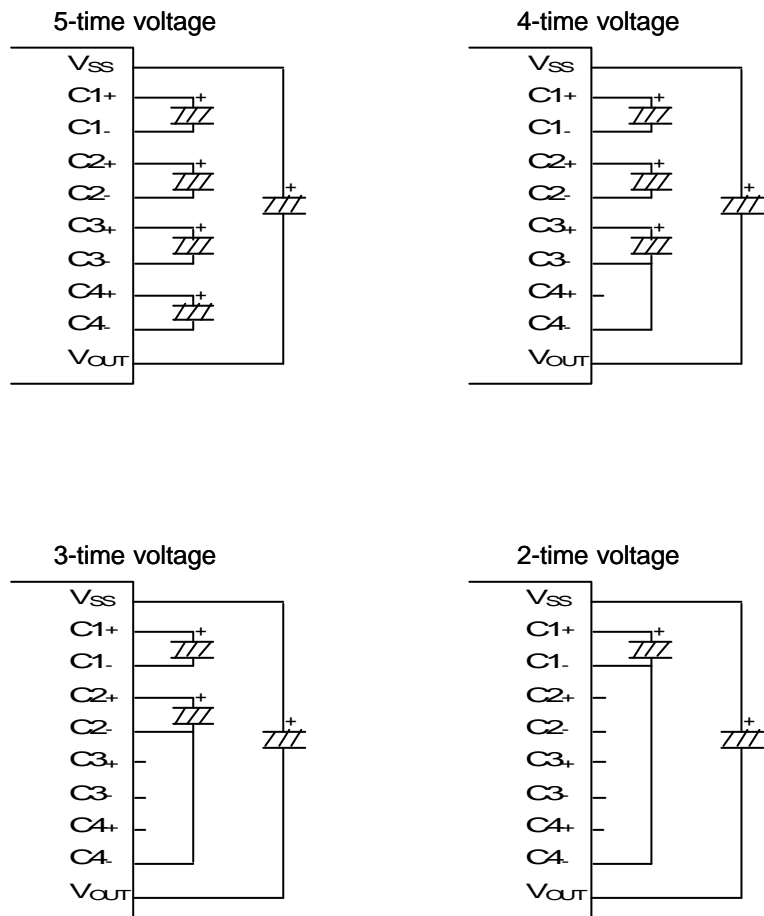 5-time voltage
VSS
C1+
+
C1-
C2+
+
C2-
+
C3+
+
C3-
C4+
+
C4-
VOUT
4-time voltage
VSS
C1+
+
C1-
C2+
+
C2-
+
C3+
+
C3-
C4+
C4-
VOUT
3-time voltage
VSS
C1+
+
C1-
C2+
+
C2-
+
C3+
C3-
C4+
C4-
VOUT
2-time voltage
VSS
C1+
+
C1-
C2+
C2-
+
C3+
C3-
C4+
C4-
VOUT